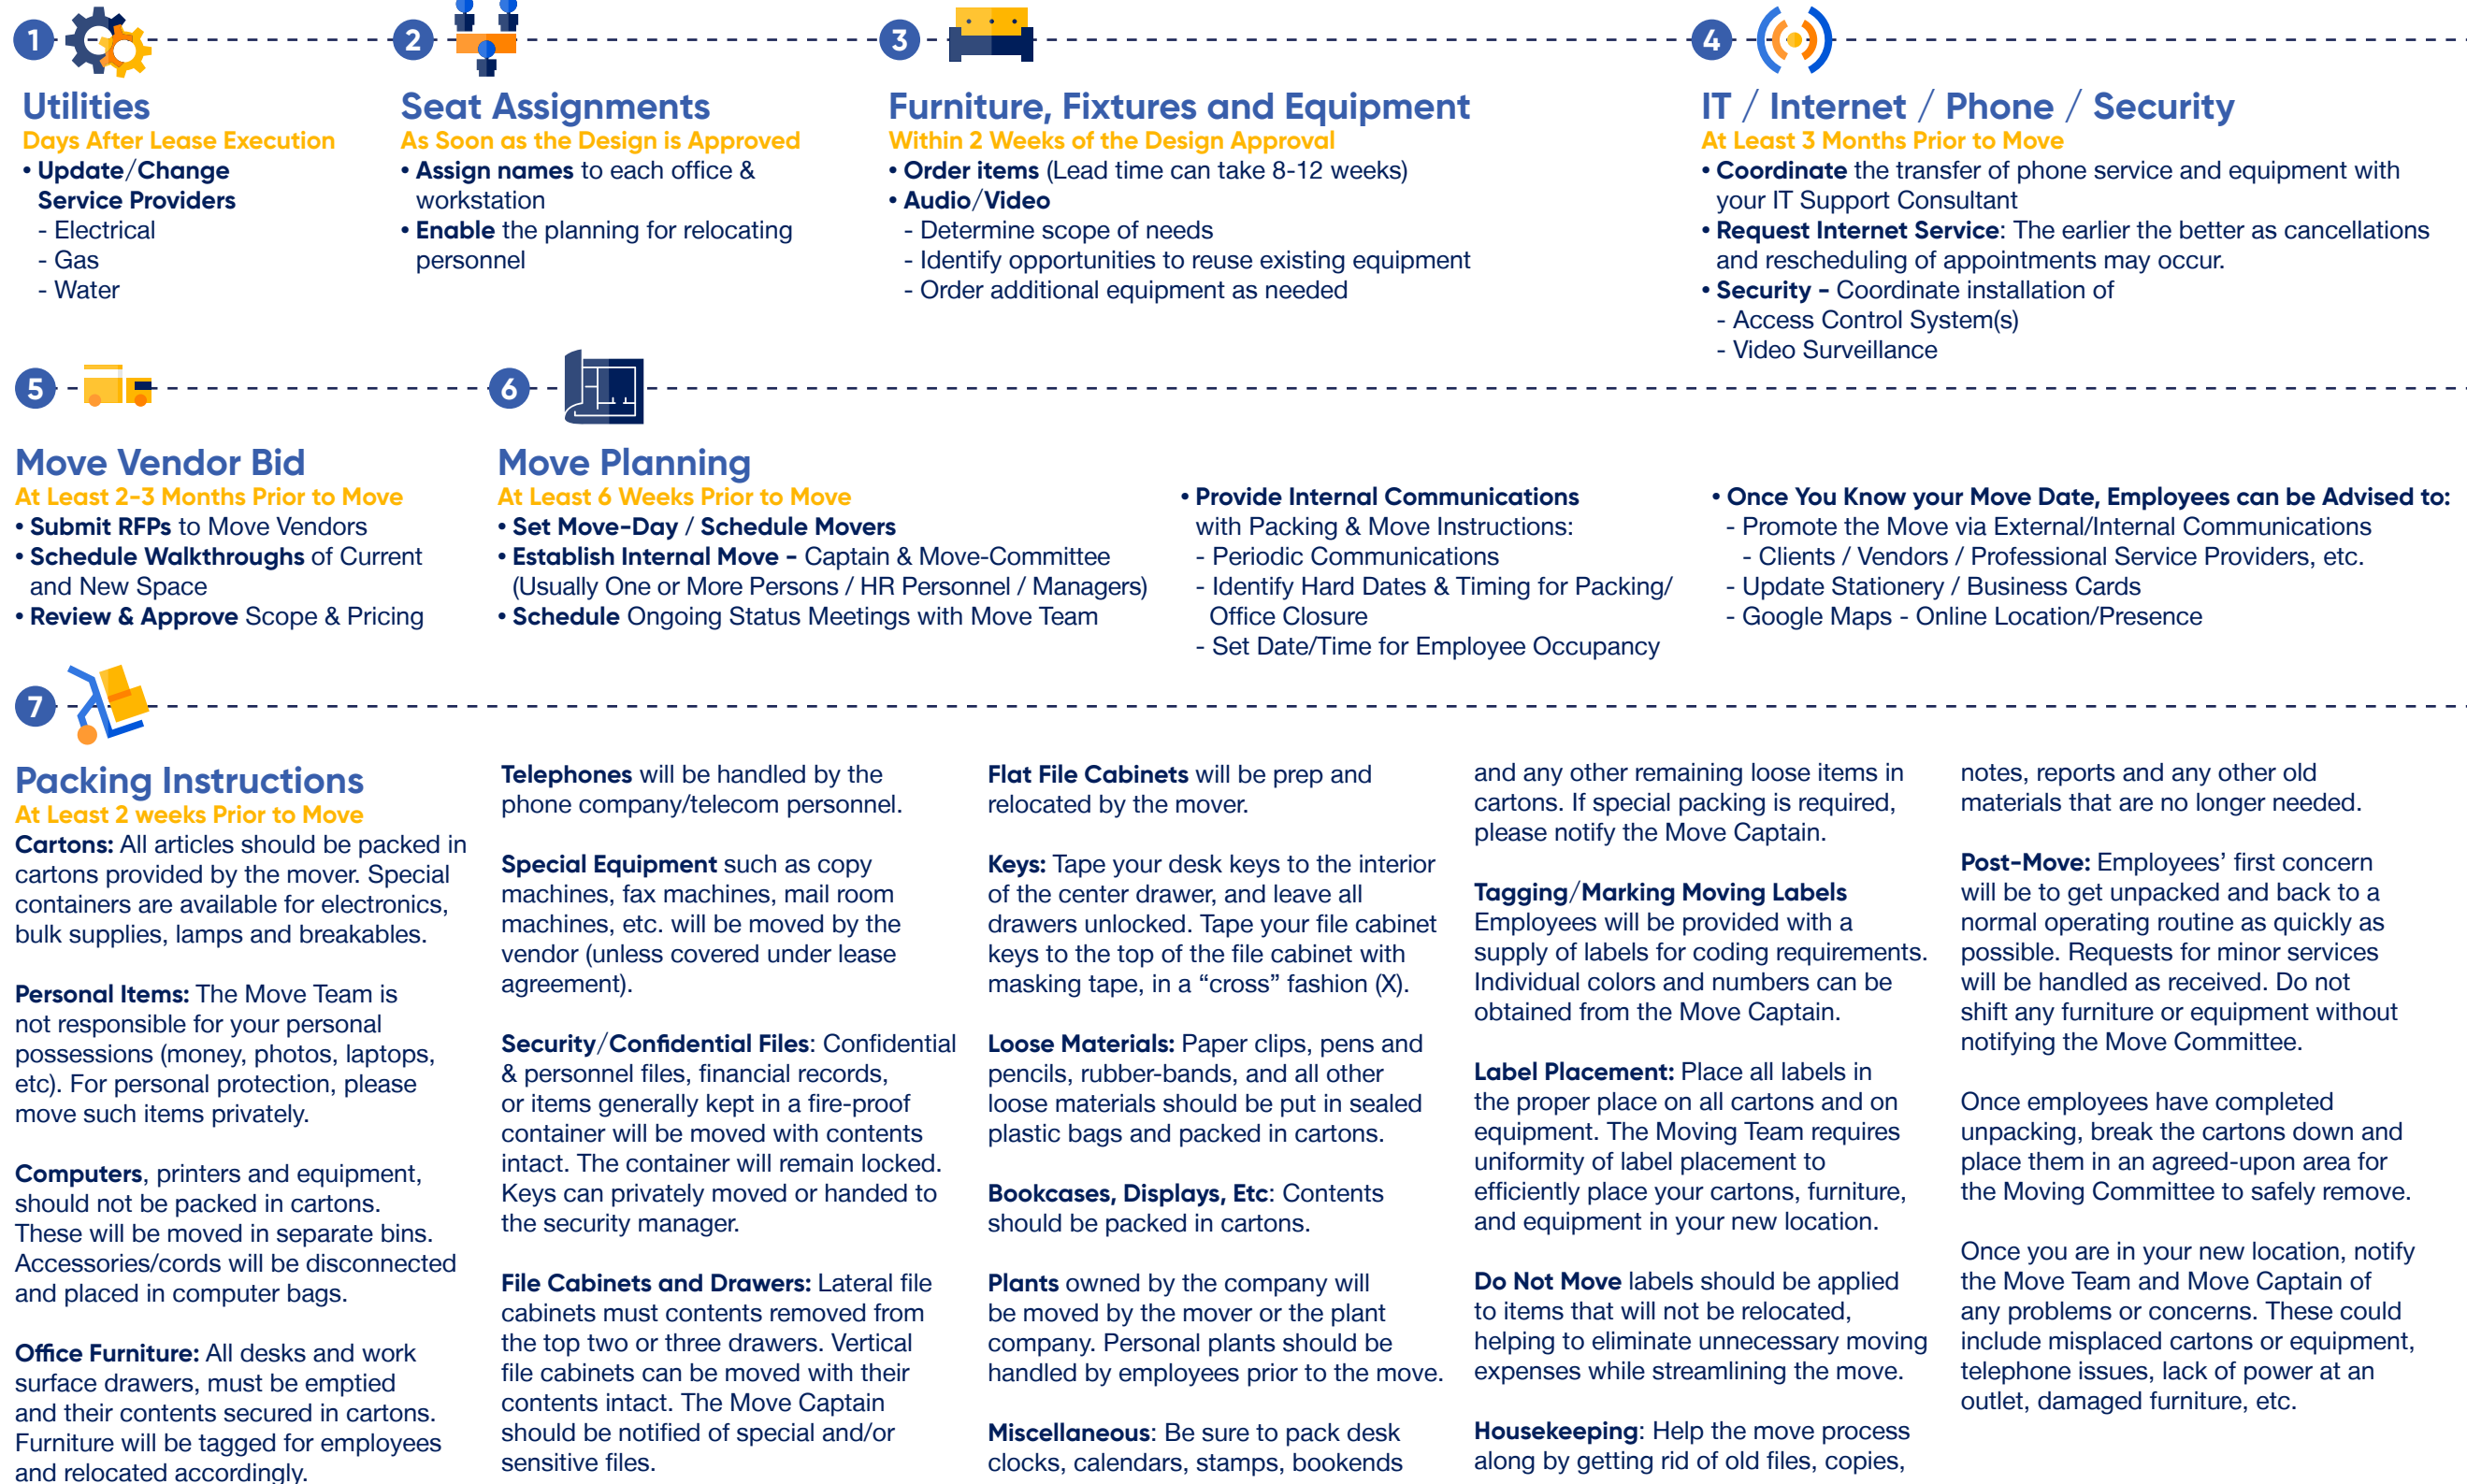 1
Utilities
Days After Lease Execution
• Update/Change
Service Providers
- Electrical
- Gas
- Water
2
Seat Assignments
As Soon as the Design is Approved
• Assign names to each office &
workstation
• Enable the planning for relocating
personnel
3
Furniture, Fixtures and Equipment
Within 2 Weeks of the Design Approval
• Order items (Lead time can take 8-12 weeks)
• Audio/Video
- Determine scope of needs
- Identify opportunities to reuse existing equipment
- Order additional equipment as needed
4
IT / Internet / Phone / Security
At Least 3 Months Prior to Move
• Coordinate the transfer of phone service and equipment with
your IT Support Consultant
• Request Internet Service: The earlier the better as cancellations
and rescheduling of appointments may occur.
• Security - Coordinate installation of
- Access Control System(s)
- Video Surveillance
5
Move Vendor Bid
At Least 2-3 Months Prior to Move
• Submit RFPs to Move Vendors
• Schedule Walkthroughs of Current
and New Space
• Review & Approve Scope & Pricing
6
Move Planning
At Least 6 Weeks Prior to Move
• Set Move-Day / Schedule Movers
• Establish Internal Move - Captain & Move-Committee
(Usually One or More Persons / HR Personnel / Managers)
• Schedule Ongoing Status Meetings with Move Team
• Provide Internal Communications
with Packing & Move Instructions:
- Periodic Communications
- Identify Hard Dates & Timing for Packing/
Office Closure
- Set Date/Time for Employee Occupancy
• Once You Know your Move Date, Employees can be Advised to:
- Promote the Move via External/Internal Communications
- Clients / Vendors / Professional Service Providers, etc.
- Update Stationery / Business Cards
- Google Maps - Online Location/Presence
7
Packing Instructions
At Least 2 weeks Prior to Move
Cartons: All articles should be packed in
cartons provided by the mover. Special
containers are available for electronics,
bulk supplies, lamps and breakables.
Personal Items: The Move Team is
not responsible for your personal
possessions (money, photos, laptops,
etc). For personal protection, please
move such items privately.
Computers, printers and equipment,
should not be packed in cartons.
These will be moved in separate bins.
Accessories/cords will be disconnected
and placed in computer bags.
Office Furniture: All desks and work
surface drawers, must be emptied
and their contents secured in cartons.
Furniture will be tagged for employees
and relocated accordingly.
Telephones will be handled by the
phone company/telecom personnel.
Special Equipment such as copy
machines, fax machines, mail room
machines, etc. will be moved by the
vendor (unless covered under lease
agreement).
Security/Confidential Files: Confidential
& personnel files, financial records,
or items generally kept in a fire-proof
container will be moved with contents
intact. The container will remain locked.
Keys can privately moved or handed to
the security manager.
File Cabinets and Drawers: Lateral file
cabinets must contents removed from
the top two or three drawers. Vertical
file cabinets can be moved with their
contents intact. The Move Captain
should be notified of special and/or
sensitive files.
Flat File Cabinets will be prep and
relocated by the mover.
Keys: Tape your desk keys to the interior
of the center drawer, and leave all
drawers unlocked. Tape your file cabinet
keys to the top of the file cabinet with
masking tape, in a “cross” fashion (X).
Loose Materials: Paper clips, pens and
pencils, rubber-bands, and all other
loose materials should be put in sealed
plastic bags and packed in cartons.
Bookcases, Displays, Etc: Contents
should be packed in cartons.
Plants owned by the company will
be moved by the mover or the plant
company. Personal plants should be
handled by employees prior to the move.
Miscellaneous: Be sure to pack desk
clocks, calendars, stamps, bookends
and any other remaining loose items in
cartons. If special packing is required,
please notify the Move Captain.
Tagging/Marking Moving Labels
Employees will be provided with a
supply of labels for coding requirements.
Individual colors and numbers can be
obtained from the Move Captain.
Label Placement: Place all labels in
the proper place on all cartons and on
equipment. The Moving Team requires
uniformity of label placement to
efficiently place your cartons, furniture,
and equipment in your new location.
Do Not Move labels should be applied
to items that will not be relocated,
helping to eliminate unnecessary moving
expenses while streamlining the move.
Housekeeping: Help the move process
along by getting rid of old files, copies,
notes, reports and any other old
materials that are no longer needed.
Post-Move: Employees’ first concern
will be to get unpacked and back to a
normal operating routine as quickly as
possible. Requests for minor services
will be handled as received. Do not
shift any furniture or equipment without
notifying the Move Committee.
Once employees have completed
unpacking, break the cartons down and
place them in an agreed-upon area for
the Moving Committee to safely remove.
Once you are in your new location, notify
the Move Team and Move Captain of
any problems or concerns. These could
include misplaced cartons or equipment,
telephone issues, lack of power at an
outlet, damaged furniture, etc.